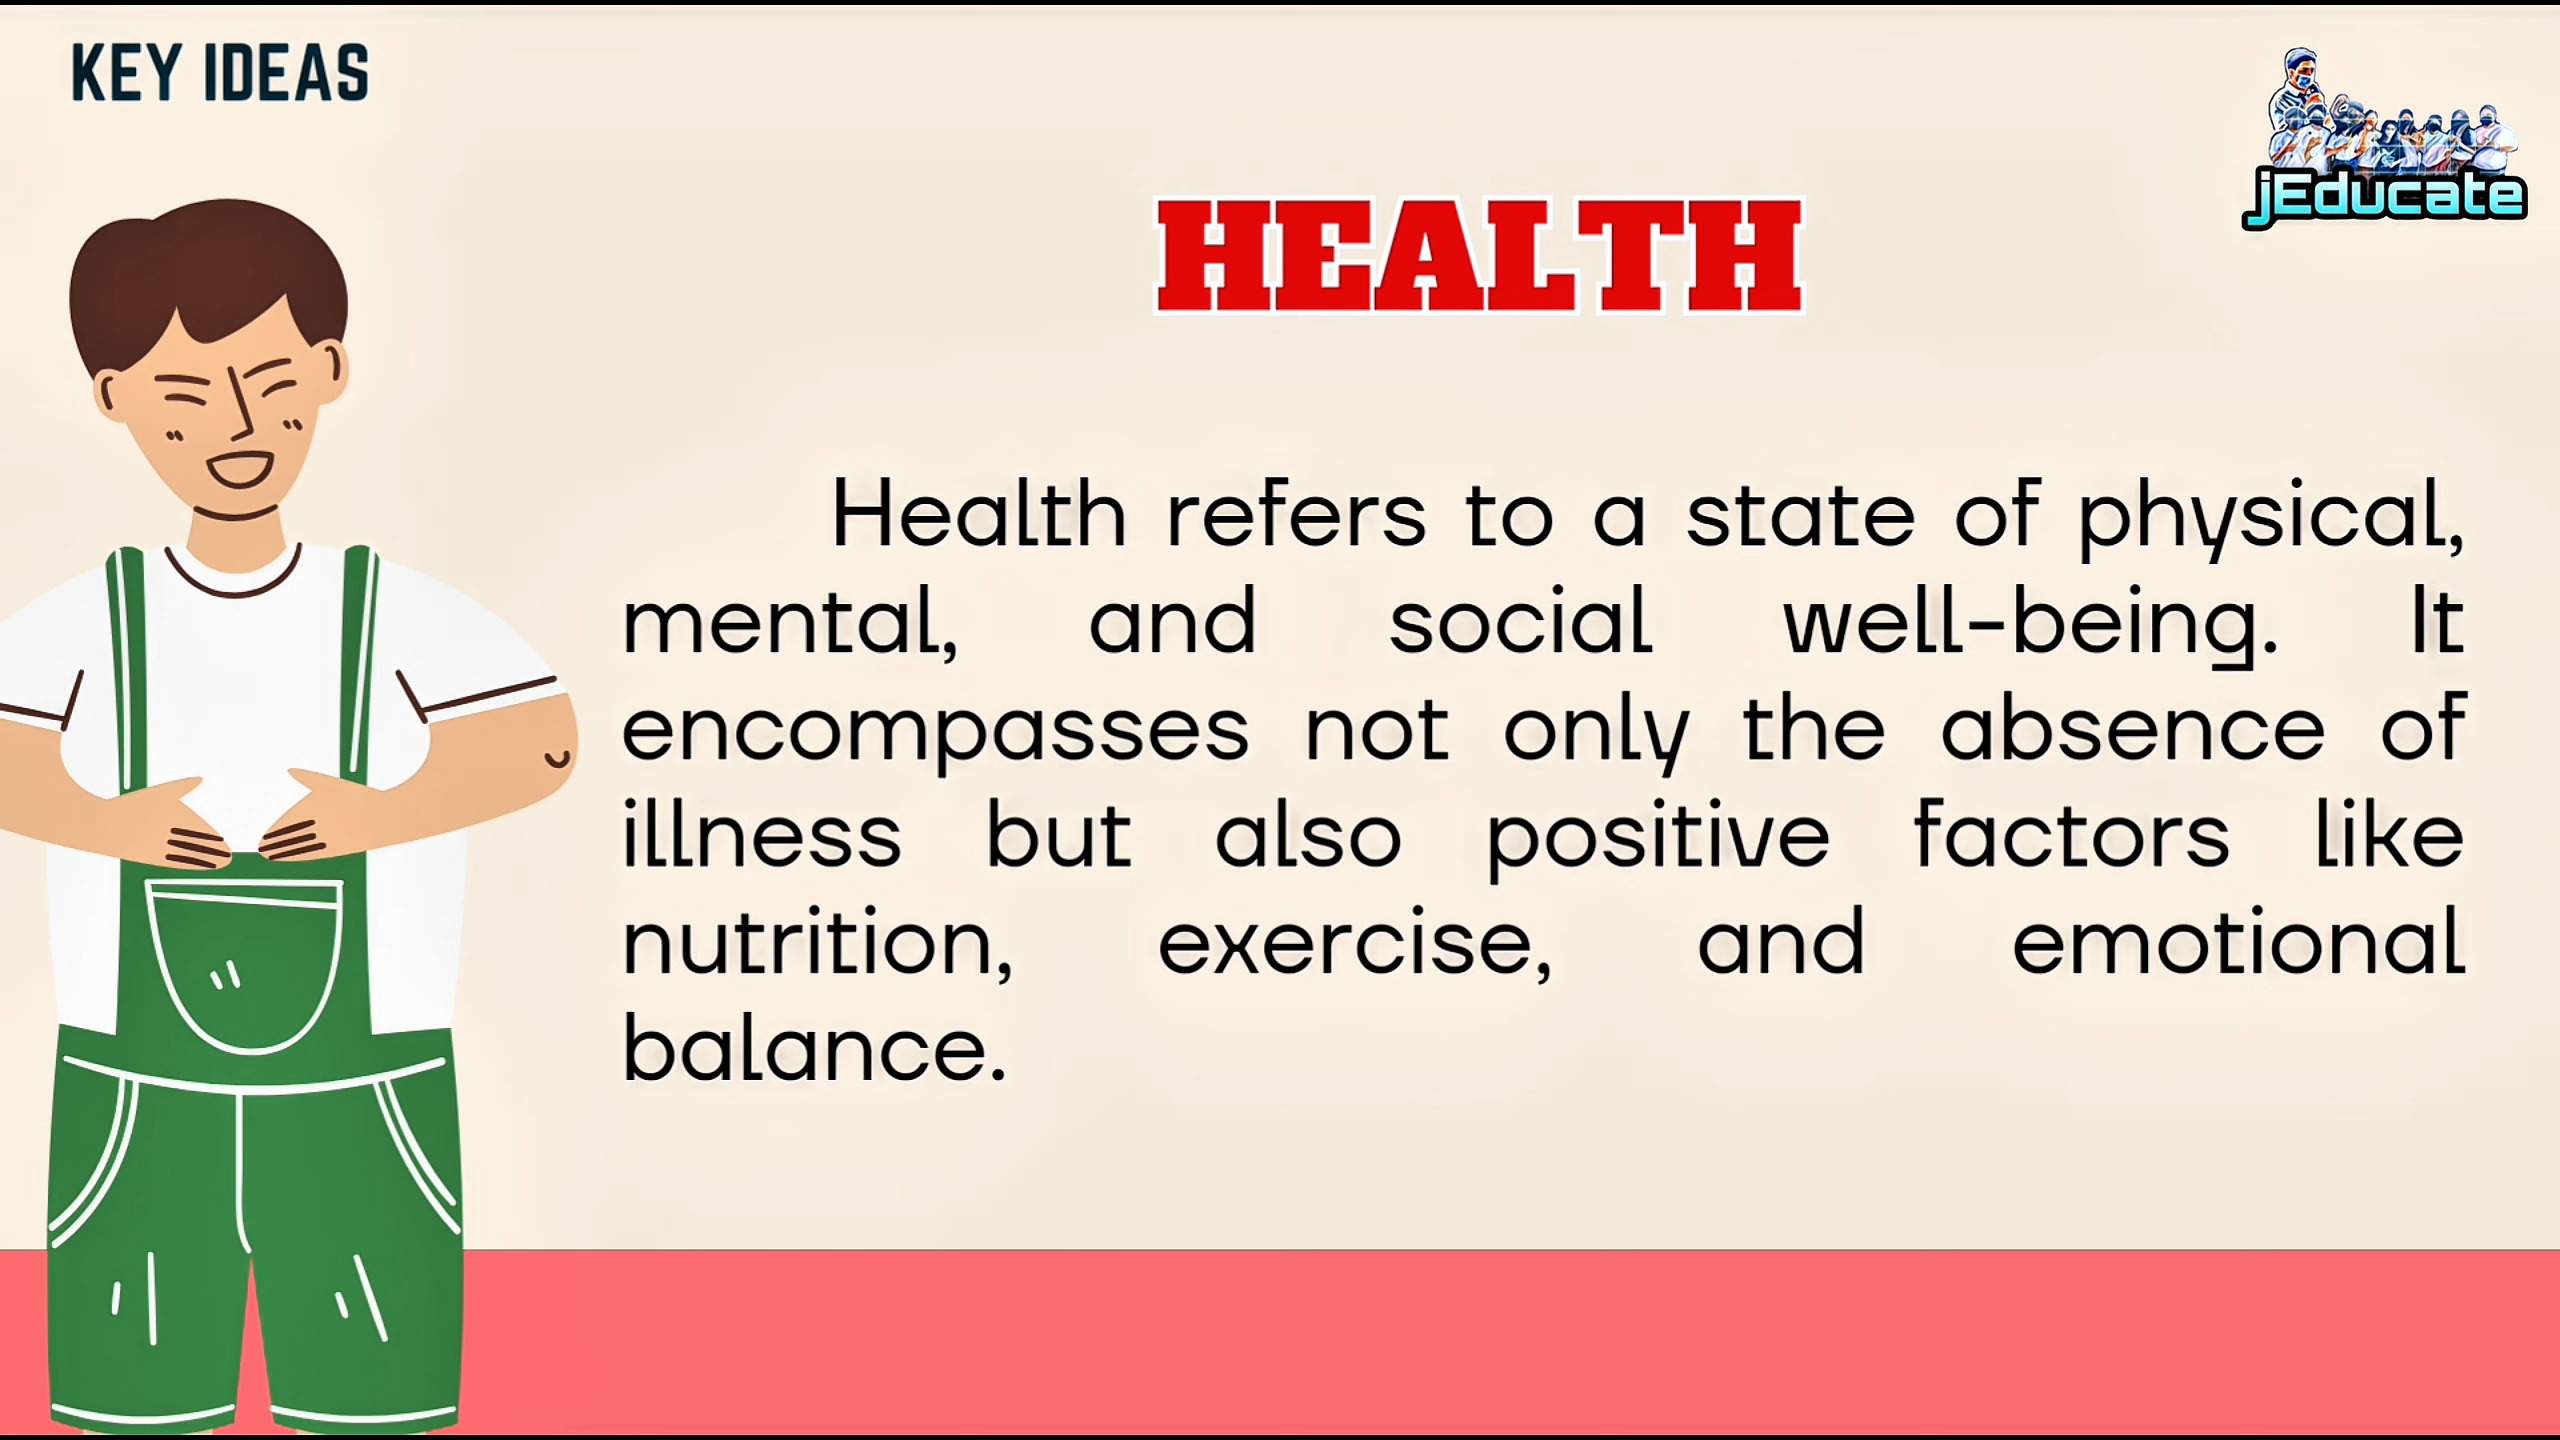 KEY IDEAS
jEducate
HEALTH
Health refers to a state of physical,
mental, and social well-being. It
encompasses not only the absence of
illness but also positive factors like
nutrition, exercise, and emotional
balance.